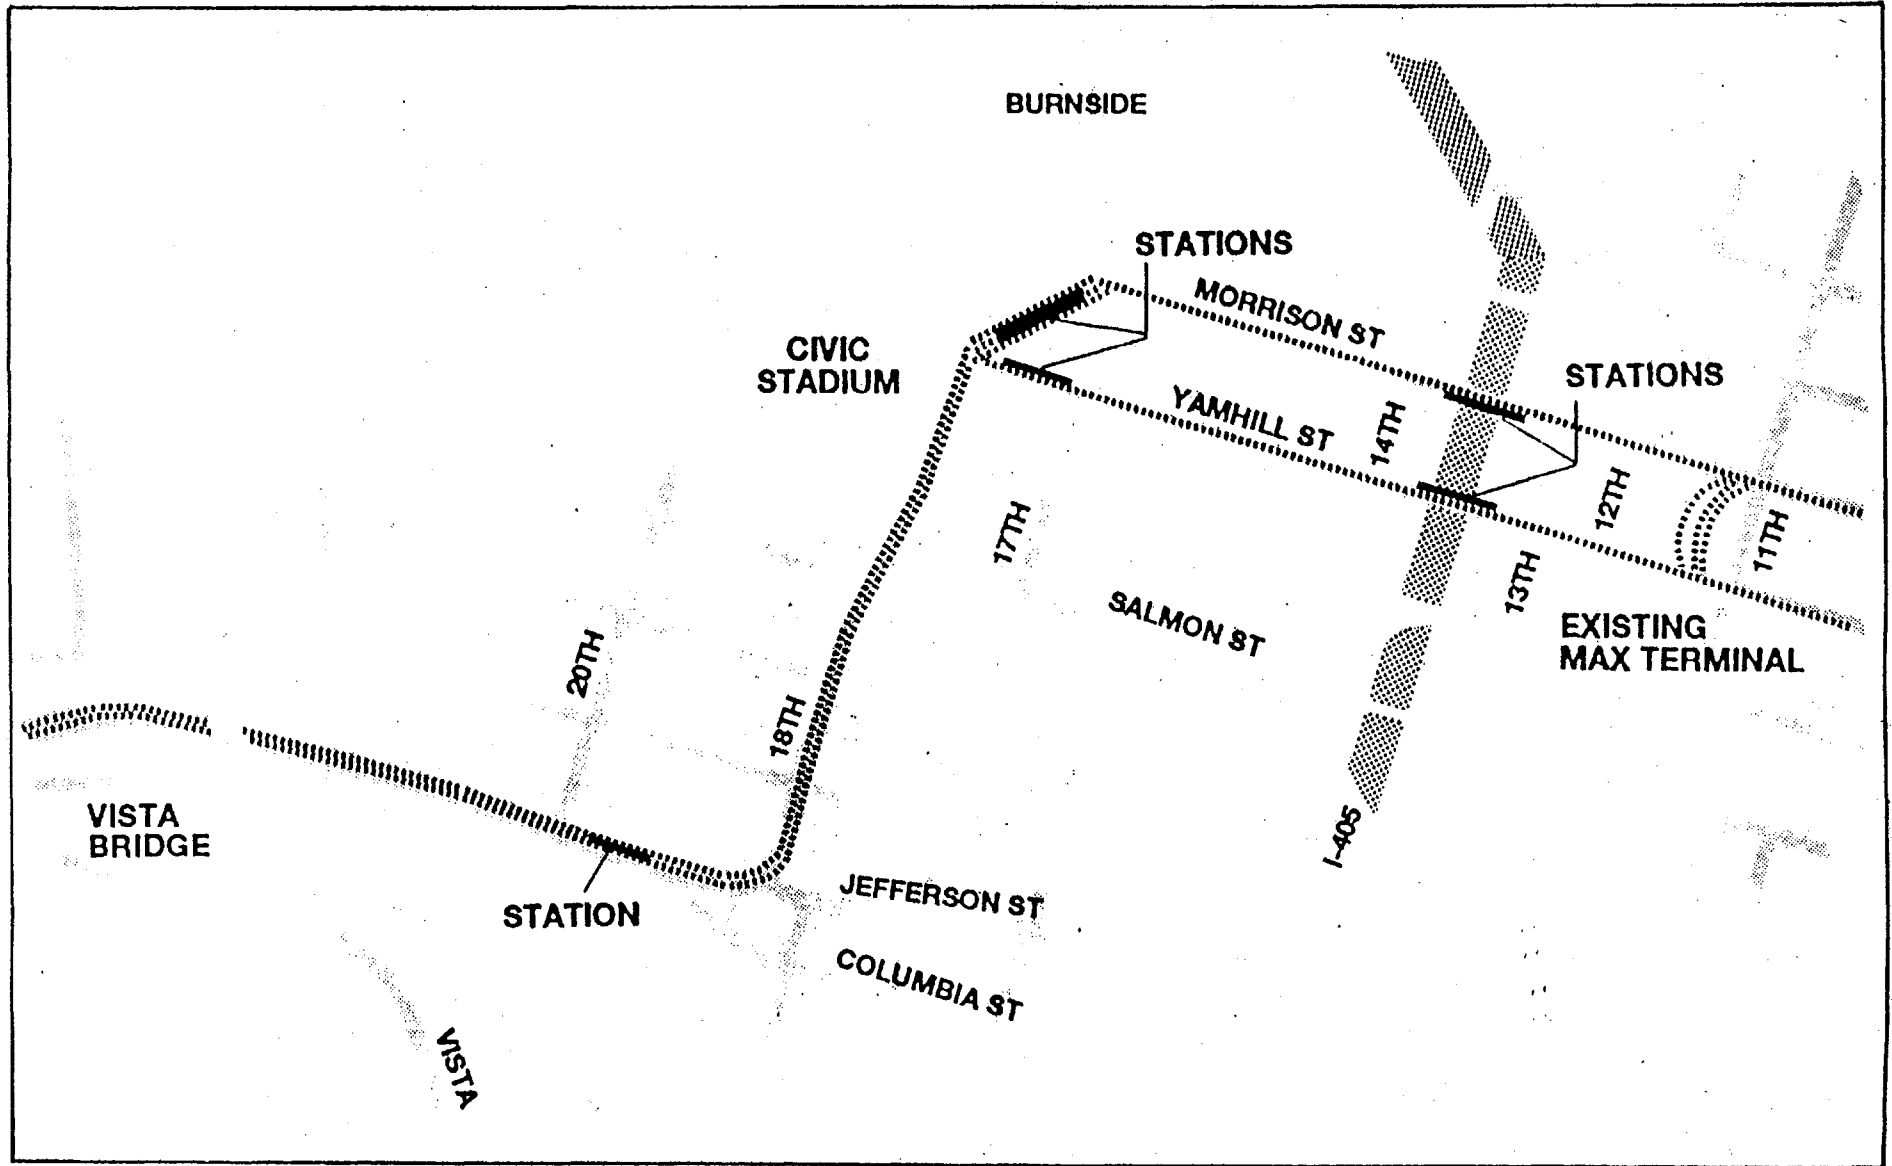 BURNSIDE
STATIONS
MORRISON ST
CIVIC
STADIUM
STATIONS
YAMHILL ST
14TH
12TH
17TH
11TH
13TH
SALMON ST
EXISTING
MAX TERMINAL
20TH
18TH
VISTA
BRIDGE
I-405
JEFFERSON ST
STATION
COLUMBIA ST
VISTA